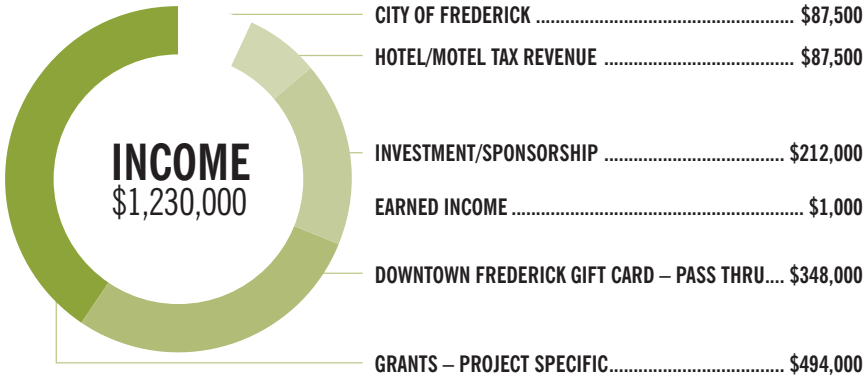 INCOME
$1,230,000
CITY OF FREDERICK ..................................................... $87,500
HOTEL/MOTEL TAX REVENUE ....................................... $87,500
INVESTMENT/SPONSORSHIP ..................................... $212,000
EARNED INCOME ............................................................ $1,000
DOWNTOWN FREDERICK GIFT CARD – PASS THRU.... $348,000
GRANTS – PROJECT SPECIFIC.................................... $494,000